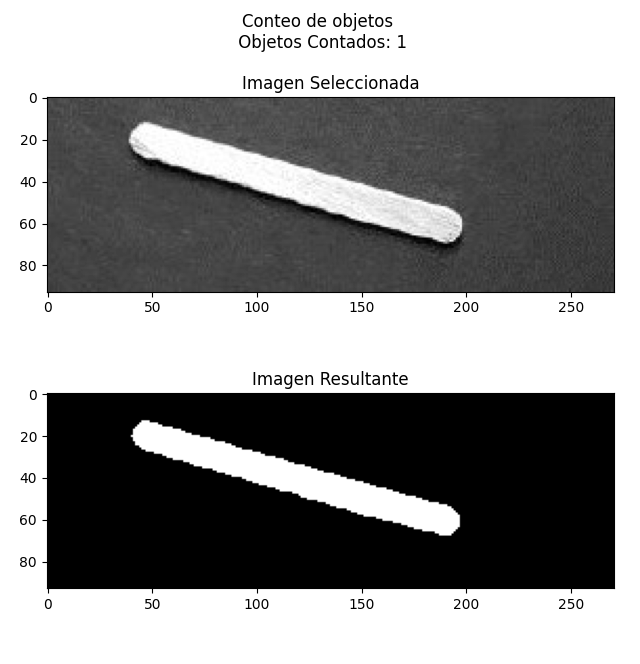 Conteo de objetos
Objetos Contados: 1
Imagen Seleccionada
0
20
40
60
80
0 50 100 150 200 250
Imagen Resultante
0
20
40
60
80
0 50 100 150 200 250